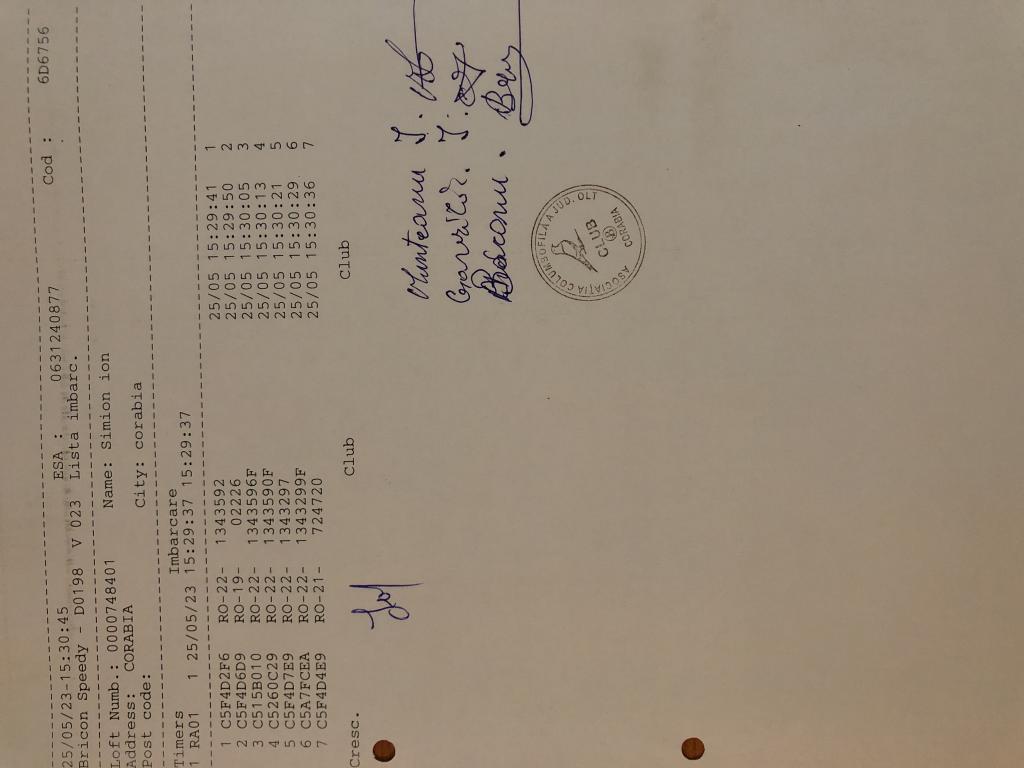 25/05/23-15:30:45 ESA : 0631240877 Cod : 6D6756
Bricon Speedy - D0198 V 023 Lista imbarc.
Loft Numb.: 0000748401 Name: Simion ion
Address: CORABIA
Post code: City: corabia
Timers Imbarcare
1 RA01 1 25/05/23 15:29:37 15:29:37
1 C5F4D2F6 RO-22- 1343592 25/05 15:29:41 1
2 C5F4D6D9 RO-19- 02226 25/05 15:29:50 2
3 C515B010 RO-22- 1343596F 25/05 15:30:05 3
4 C5260C29 RO-22- 1343590F 25/05 15:30:13 4
5 C5F4D7E9 RO-22- 1343297 25/05 15:30:21 5
6 C5A7FCEA RO-22- 1343299F 25/05 15:30:29 6
7 C5F4D4E9 RO-21- 724720 25/05 15:30:36 7
Cresc. Club Club
Munteanu I.
I.
ASOCIAȚIA COLUMBOFILĂ A JUD. OLT
CLUB
CORABIA